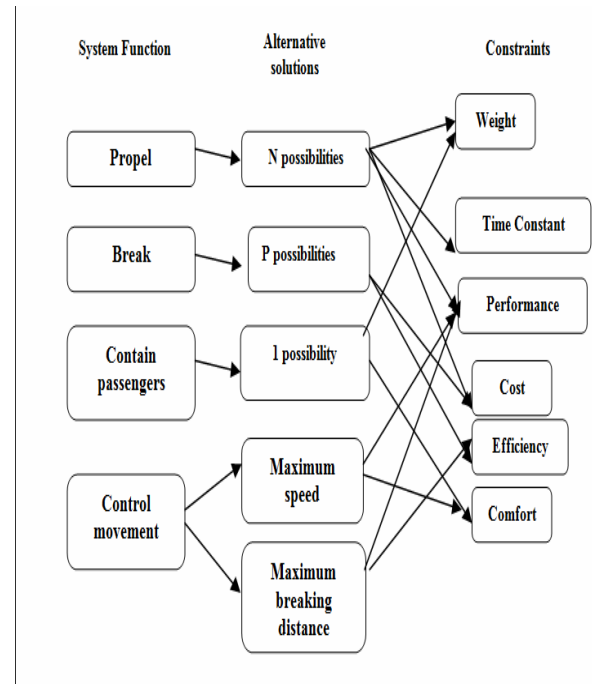 System Function
Alternative
solutions
Constraints
Propel
N possibilities
Weight
Break
P possibilities
Time Constant
Performance
Contain
passengers
1 possibility
Cost
Efficiency
Control
movement
Maximum
speed
Comfort
Maximum
breaking
distance